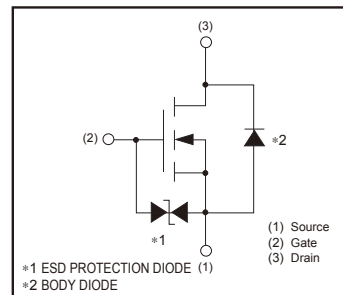 (3)
(2)
∗2
∗1
(1) Source
(2) Gate
(3) Drain
∗1 ESD PROTECTION DIODE
(1)
∗2 BODY DIODE